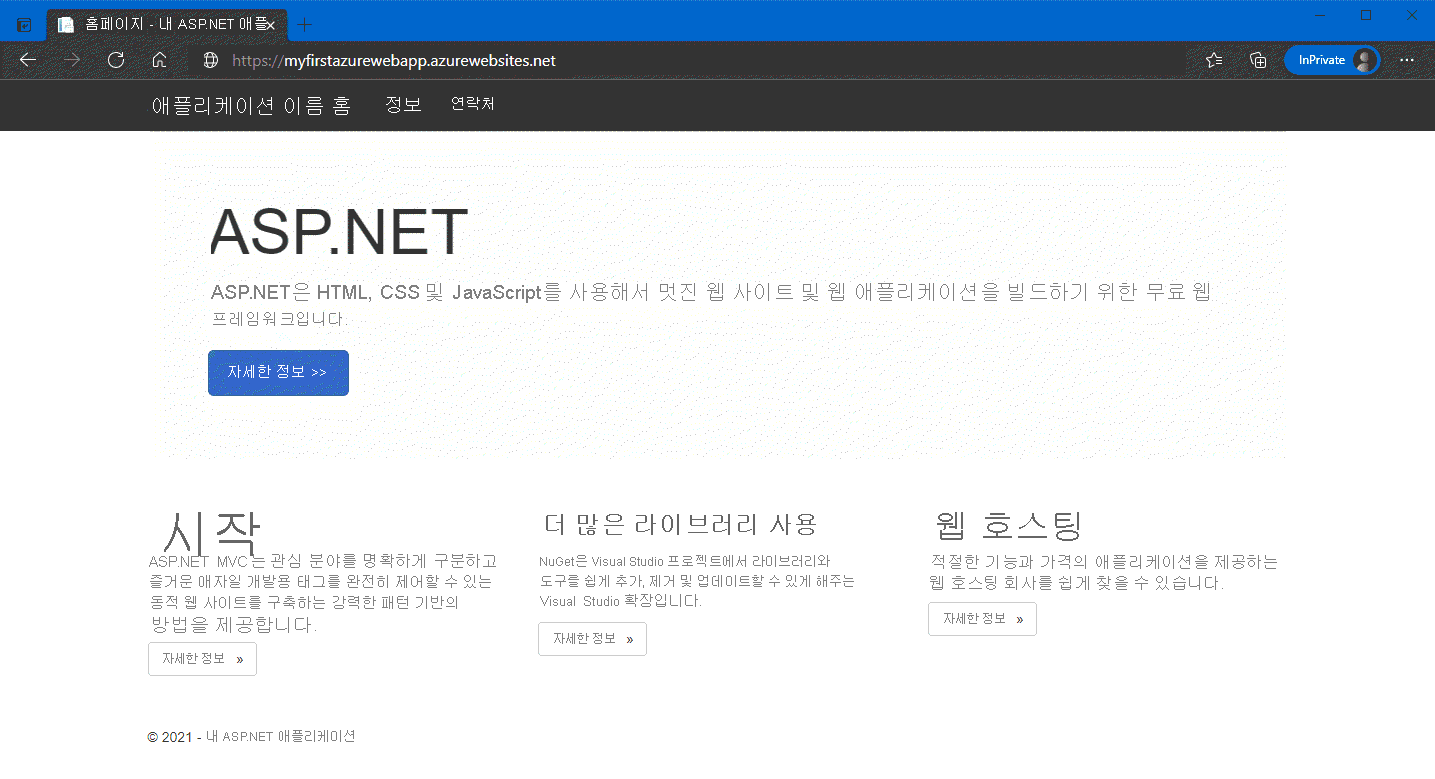 홈페이지 - 내 ASP.NET 애플
https://myfirstazurewebapp.azurewebsites.net
InPrivate
애플리케이션 이름 홈 정보 연락처
ASP.NET
ASP.NET은 HTML, CSS 및 JavaScript를 사용해서 멋진 웹 사이트 및 웹 애플리케이션을 빌드하기 위한 무료 웹
프레임워크입니다.
자세한 정보 >>
시작
ASP.NET MVC는 관심 분야를 명확하게 구분하고
즐거운 애자일 개발용 태그를 완전히 제어할 수 있는
동적 웹 사이트를 구축하는 강력한 패턴 기반의
방법을 제공합니다.
자세한 정보 »
더 많은 라이브러리 사용
NuGet은 Visual Studio 프로젝트에서 라이브러리와
도구를 쉽게 추가, 제거 및 업데이트할 수 있게 해주는
Visual Studio 확장입니다.
자세한 정보 »
웹 호스팅
적절한 기능과 가격의 애플리케이션을 제공하는
웹 호스팅 회사를 쉽게 찾을 수 있습니다.
자세한 정보 »
© 2021 - 내 ASP.NET 애플리케이션